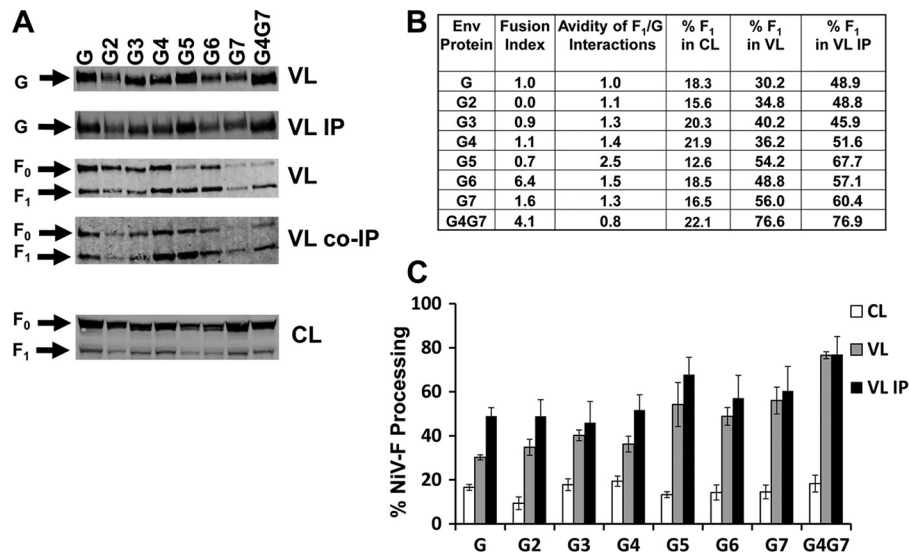 A
G G2 G3 G4 G5 G6 G7 G4G7
G VL
G VL IP
F0 VL
F1
F0 VL co-IP
F1
F0 CL
F1
B
Env Protein Fusion Index Avidity of F1/G Interactions % F1 in CL % F1 in VL % F1 in VL IP
G 1.0 1.0 18.3 30.2 48.9
G2 0.0 1.1 15.6 34.8 48.8
G3 0.9 1.3 20.3 40.2 45.9
G4 1.1 1.4 21.9 36.2 51.6
G5 0.7 2.5 12.6 54.2 67.7
G6 6.4 1.5 18.5 48.8 57.1
G7 1.6 1.3 16.5 56.0 60.4
G4G7 4.1 0.8 22.1 76.6 76.9
C
% NiV-F Processing
100
80
60
40
20
0
G G2 G3 G4 G5 G6 G7 G4G7
CL
VL
VL IP